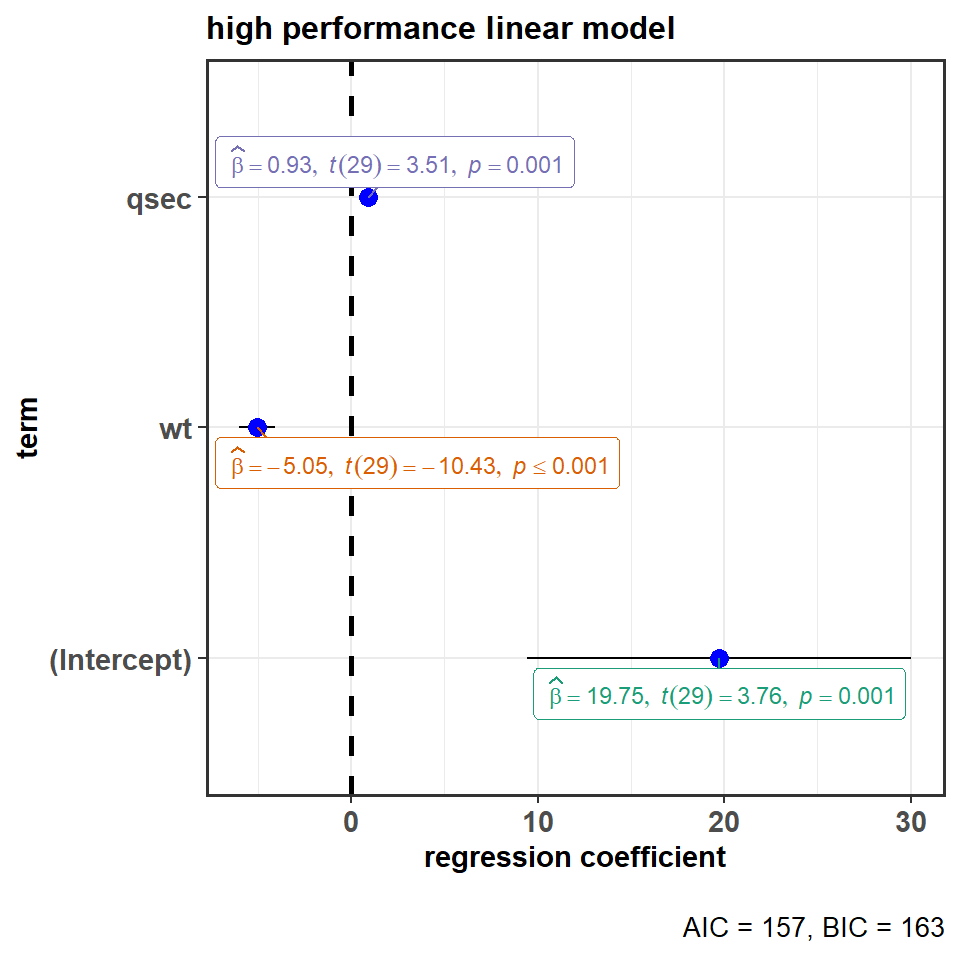 high performance linear model
β̂ = 0.93, t(29) = 3.51, p = 0.001
qsec
term
wt
β̂ = −5.05, t(29) = −10.43, p ≤ 0.001
(Intercept)
β̂ = 19.75, t(29) = 3.76, p = 0.001
0 10 20 30
regression coefficient
AIC = 157, BIC = 163